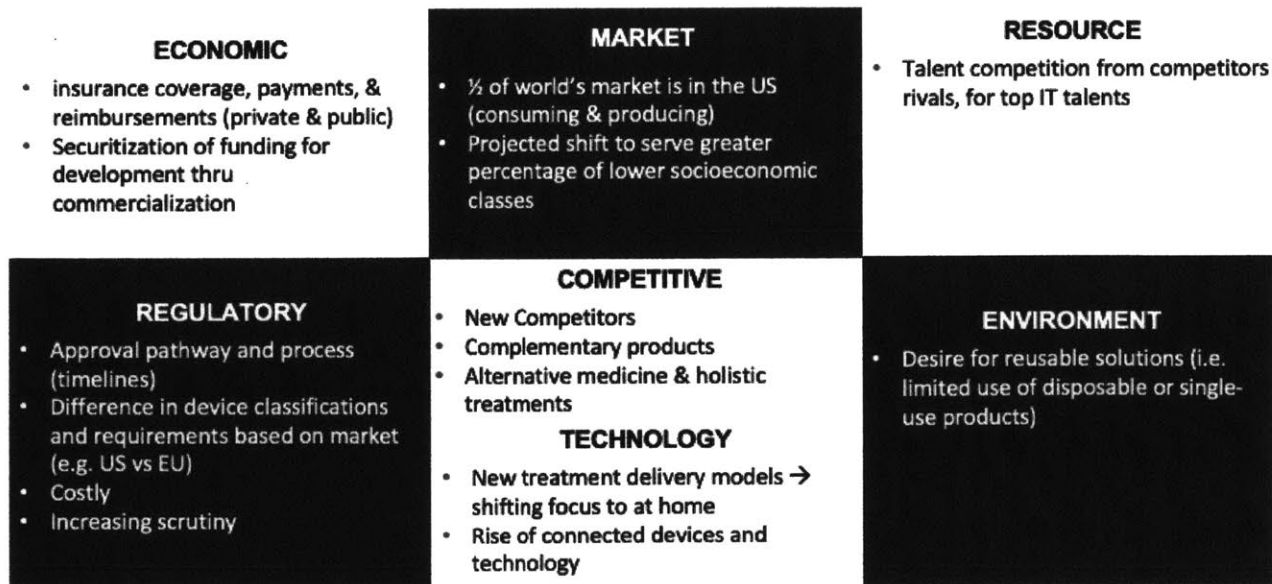 ECONOMIC
• insurance coverage, payments, &
reimbursements (private & public)
• Securitization of funding for
development thru
commercialization
MARKET
• ½ of world's market is in the US
(consuming & producing)
• Projected shift to serve greater
percentage of lower socioeconomic
classes
RESOURCE
• Talent competition from competitors
rivals, for top IT talents
REGULATORY
• Approval pathway and process
(timelines)
• Difference in device classifications
and requirements based on market
(e.g. US vs EU)
• Costly
• Increasing scrutiny
COMPETITIVE
• New Competitors
• Complementary products
• Alternative medicine & holistic
treatments
TECHNOLOGY
• New treatment delivery models →
shifting focus to at home
• Rise of connected devices and
technology
ENVIRONMENT
• Desire for reusable solutions (i.e.
limited use of disposable or single-
use products)